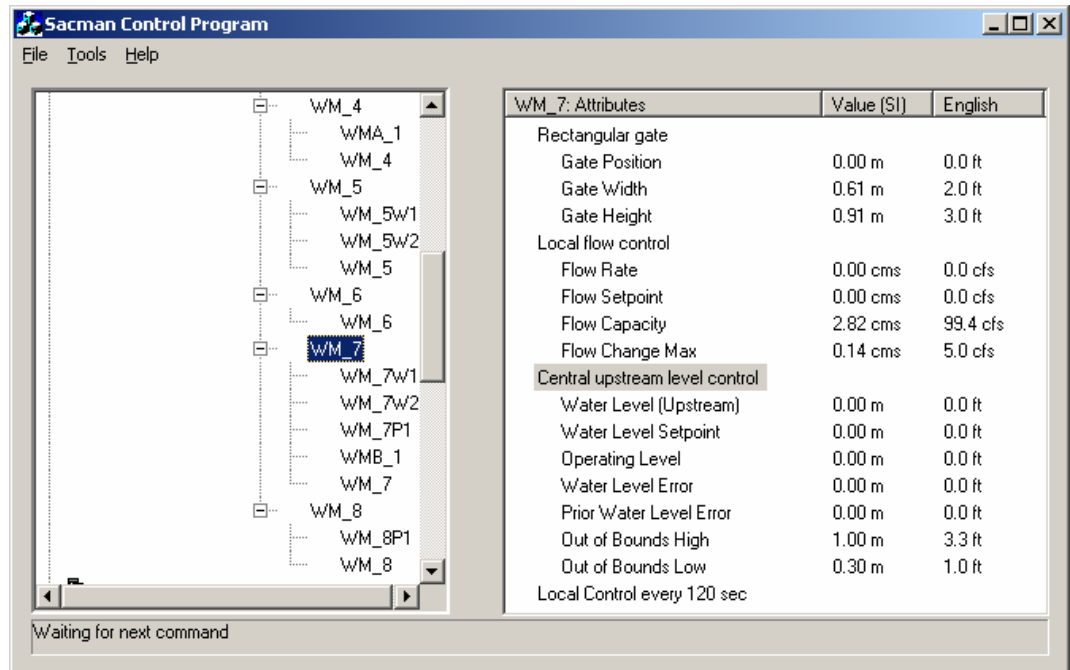 Sacman Control Program
File Tools Help
WM_4
WMA_1
WM_4
WM_5
WM_5W1
WM_5W2
WM_5
WM_6
WM_6
WM_7
WM_7W1
WM_7W2
WM_7P1
WMB_1
WM_7
WM_8
WM_8P1
WM_8
WM_7: Attributes Value (SI) English
Rectangular gate
Gate Position 0.00 m 0.0 ft
Gate Width 0.61 m 2.0 ft
Gate Height 0.91 m 3.0 ft
Local flow control
Flow Rate 0.00 cms 0.0 cfs
Flow Setpoint 0.00 cms 0.0 cfs
Flow Capacity 2.82 cms 99.4 cfs
Flow Change Max 0.14 cms 5.0 cfs
Central upstream level control
Water Level (Upstream) 0.00 m 0.0 ft
Water Level Setpoint 0.00 m 0.0 ft
Operating Level 0.00 m 0.0 ft
Water Level Error 0.00 m 0.0 ft
Prior Water Level Error 0.00 m 0.0 ft
Out of Bounds High 1.00 m 3.3 ft
Out of Bounds Low 0.30 m 1.0 ft
Local Control every 120 sec
Waiting for next command